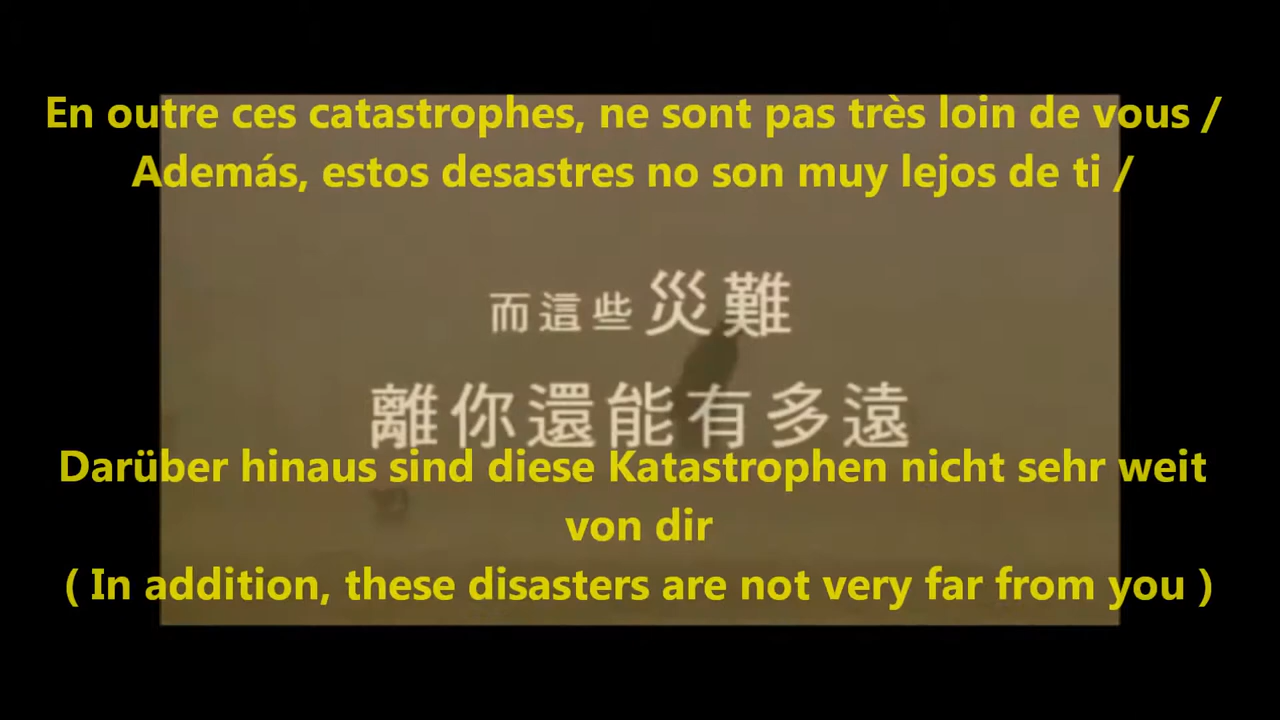 En outre ces catastrophes, ne sont pas très loin de vous /
Además, estos desastres no son muy lejos de ti /
而這些災難
離你還能有多遠
Darüber hinaus sind diese Katastrophen nicht sehr weit
von dir
( In addition, these disasters are not very far from you )